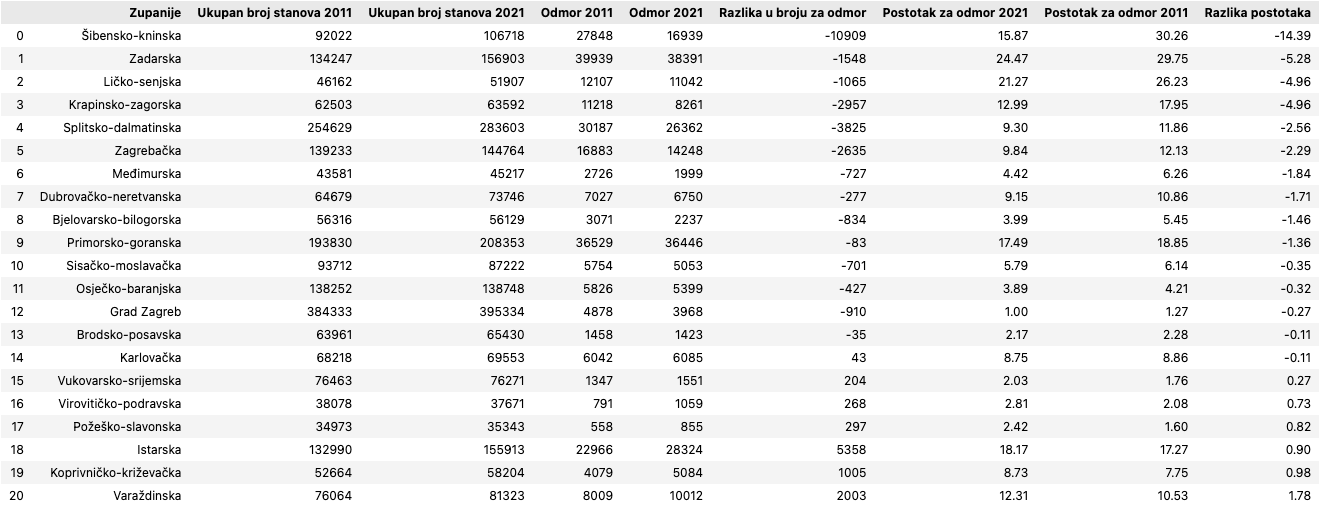 Zupanije Ukupan broj stanova 2011 Ukupan broj stanova 2021 Odmor 2011 Odmor 2021 Razlika u broju za odmor Postotak za odmor 2021 Postotak za odmor 2011 Razlika postotaka
0 Šibensko-kninska 92022 106718 27848 16939 -10909 15.87 30.26 -14.39
1 Zadarska 134247 156903 39939 38391 -1548 24.47 29.75 -5.28
2 Ličko-senjska 46162 51907 12107 11042 -1065 21.27 26.23 -4.96
3 Krapinsko-zagorska 62503 63592 11218 8261 -2957 12.99 17.95 -4.96
4 Splitsko-dalmatinska 254629 283603 30187 26362 -3825 9.30 11.86 -2.56
5 Zagrebačka 139233 144764 16883 14248 -2635 9.84 12.13 -2.29
6 Međimurska 43581 45217 2726 1999 -727 4.42 6.26 -1.84
7 Dubrovačko-neretvanska 64679 73746 7027 6750 -277 9.15 10.86 -1.71
8 Bjelovarsko-bilogorska 56316 56129 3071 2237 -834 3.99 5.45 -1.46
9 Primorsko-goranska 193830 208353 36529 36446 -83 17.49 18.85 -1.36
10 Sisačko-moslavačka 93712 87222 5754 5053 -701 5.79 6.14 -0.35
11 Osječko-baranjska 138252 138748 5826 5399 -427 3.89 4.21 -0.32
12 Grad Zagreb 384333 395334 4878 3968 -910 1.00 1.27 -0.27
13 Brodsko-posavska 63961 65430 1458 1423 -35 2.17 2.28 -0.11
14 Karlovačka 68218 69553 6042 6085 43 8.75 8.86 -0.11
15 Vukovarsko-srijemska 76463 76271 1347 1551 204 2.03 1.76 0.27
16 Virovitičko-podravska 38078 37671 791 1059 268 2.81 2.08 0.73
17 Požeško-slavonska 34973 35343 558 855 297 2.42 1.60 0.82
18 Istarska 132990 155913 22966 28324 5358 18.17 17.27 0.90
19 Koprivničko-križevačka 52664 58204 4079 5084 1005 8.73 7.75 0.98
20 Varaždinska 76064 81323 8009 10012 2003 12.31 10.53 1.78